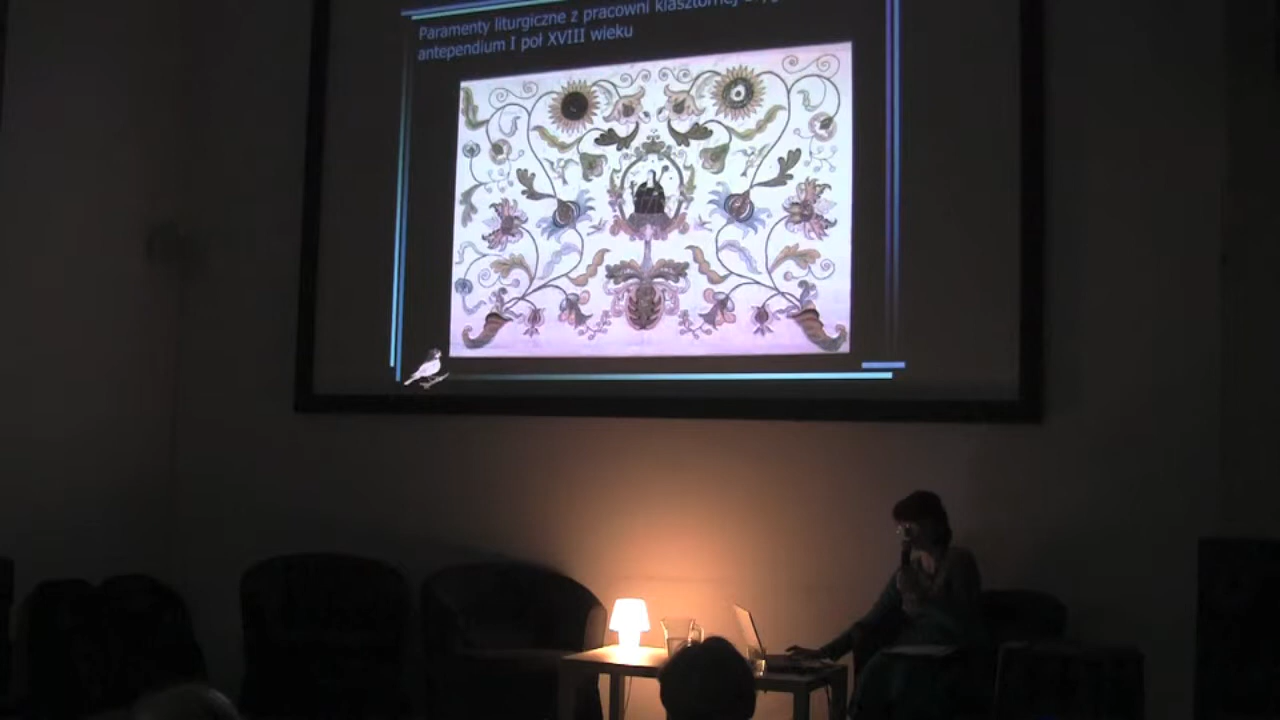 Paramenty liturgiczne z pracowni klasztornej
antependium I poł XVIII wieku